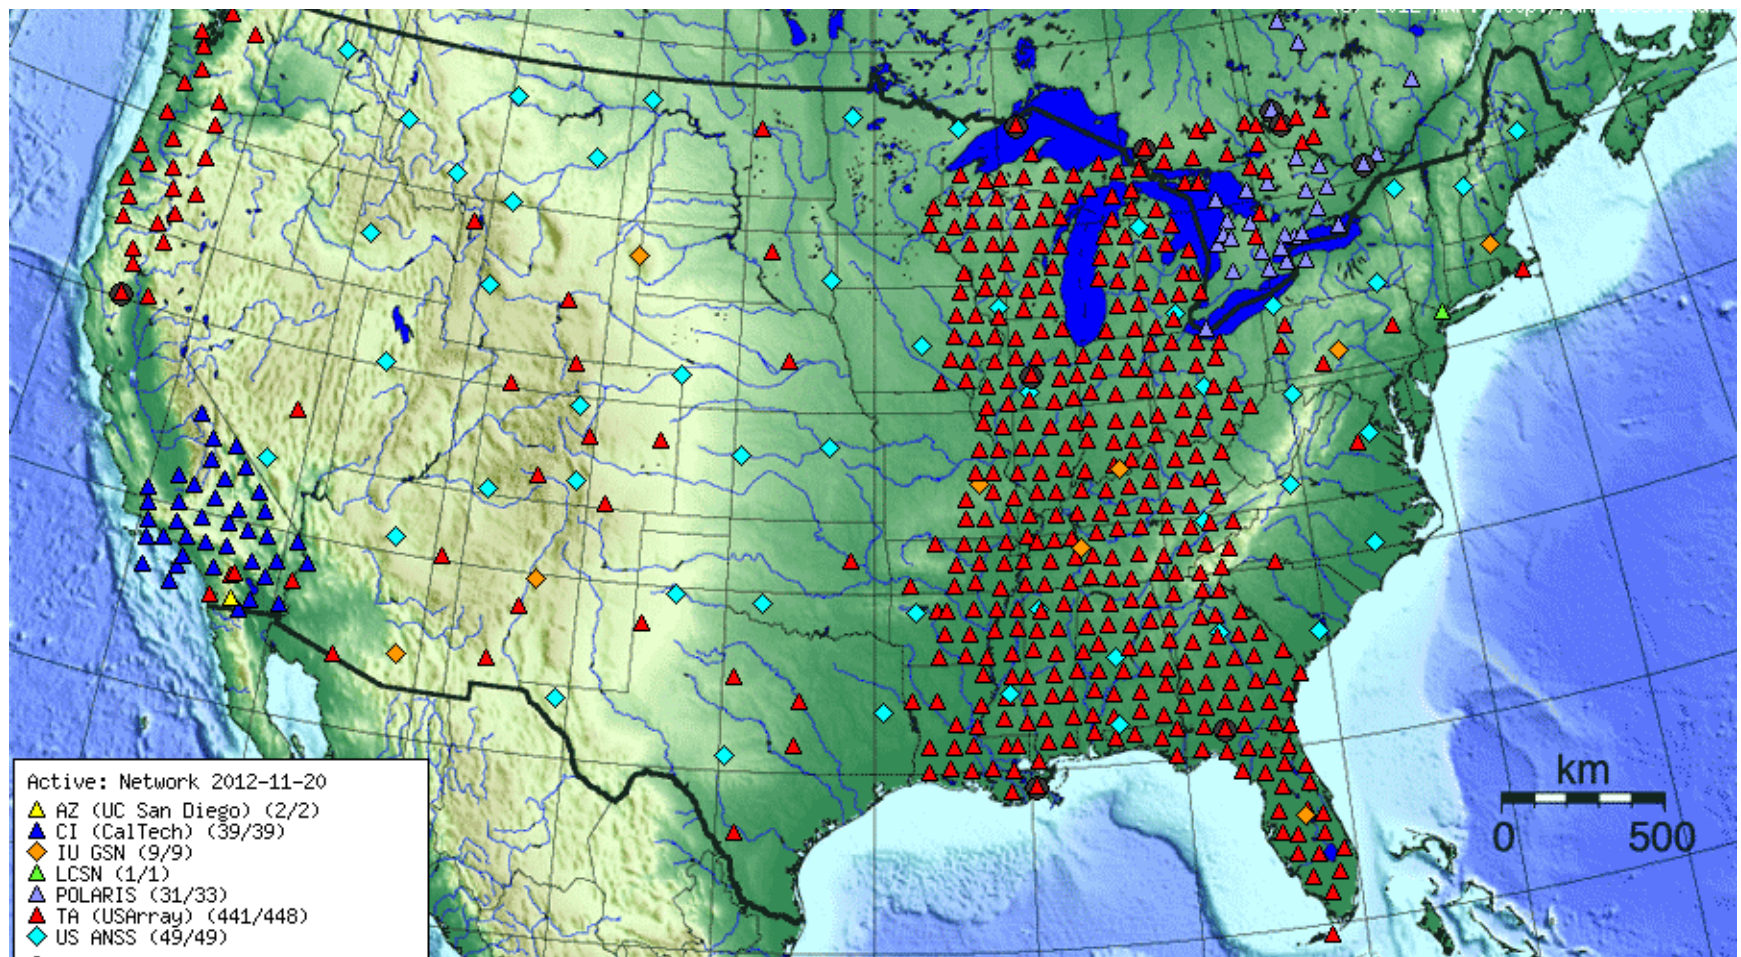 Active: Network 2012-11-20
AZ (UC San Diego) (2/2)
CI (CalTech) (39/39)
IU GSN (9/9)
LCSN (1/1)
POLARIS (31/33)
TA (USArray) (441/448)
US ANSS (49/49)
km
0 500